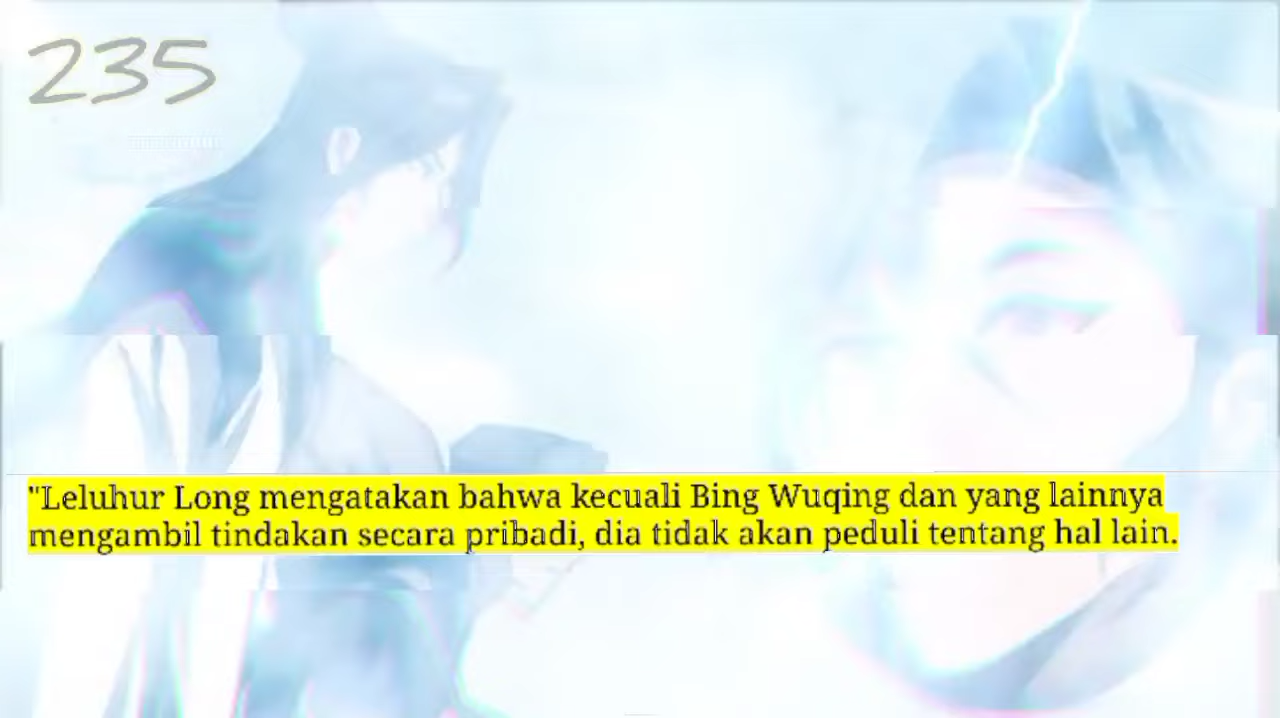 235
"Leluhur Long mengatakan bahwa kecuali Bing Wuqing dan yang lainnya
mengambil tindakan secara pribadi, dia tidak akan peduli tentang hal lain.